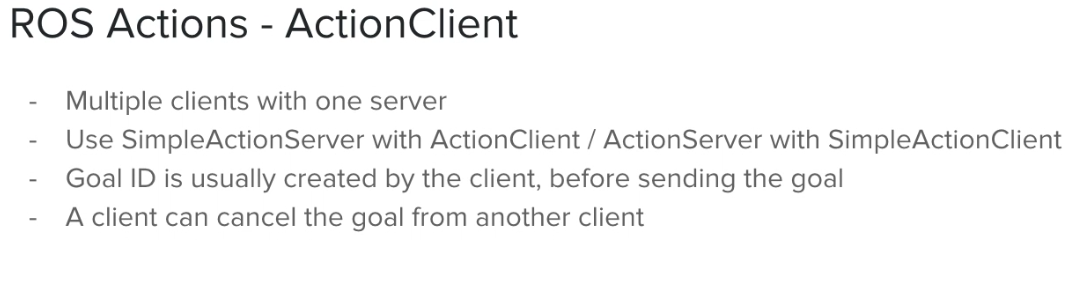 ROS Actions - ActionClient
- Multiple clients with one server
- Use SimpleActionServer with ActionClient / ActionServer with SimpleActionClient
- Goal ID is usually created by the client, before sending the goal
- A client can cancel the goal from another client